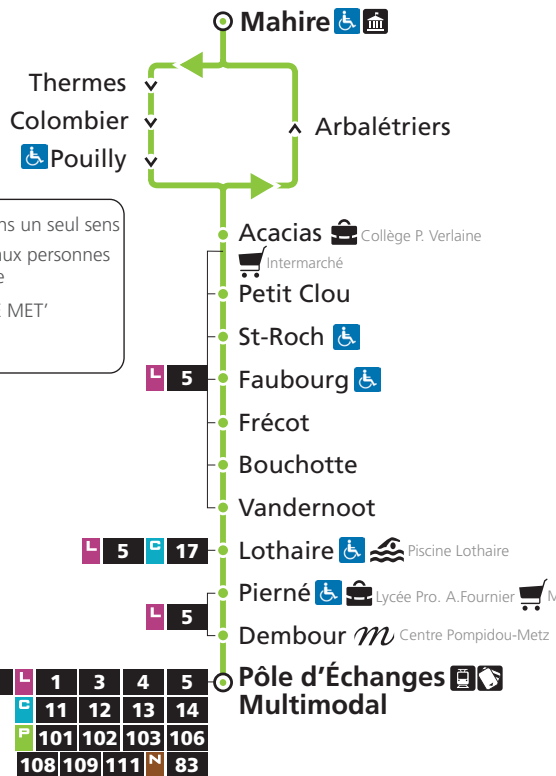 Mahire
Thermes
Colombier
Pouilly
Arbalétriers
ns un seul sens
aux personnes
e
MET'
Acacias Collège P. Verlaine
Intermarché
Petit Clou
St-Roch
L 5 Faubourg
Frécot
Bouchotte
Vandernoot
L 5 C 17 Lothaire Piscine Lothaire
Pierné Lycée Pro. A.Fournier M
L 5
Dembour m Centre Pompidou-Metz
L 1 3 4 5 Pôle d'Échanges
C 11 12 13 14 Multimodal
P 101 102 103 106
108 109 111 N 83